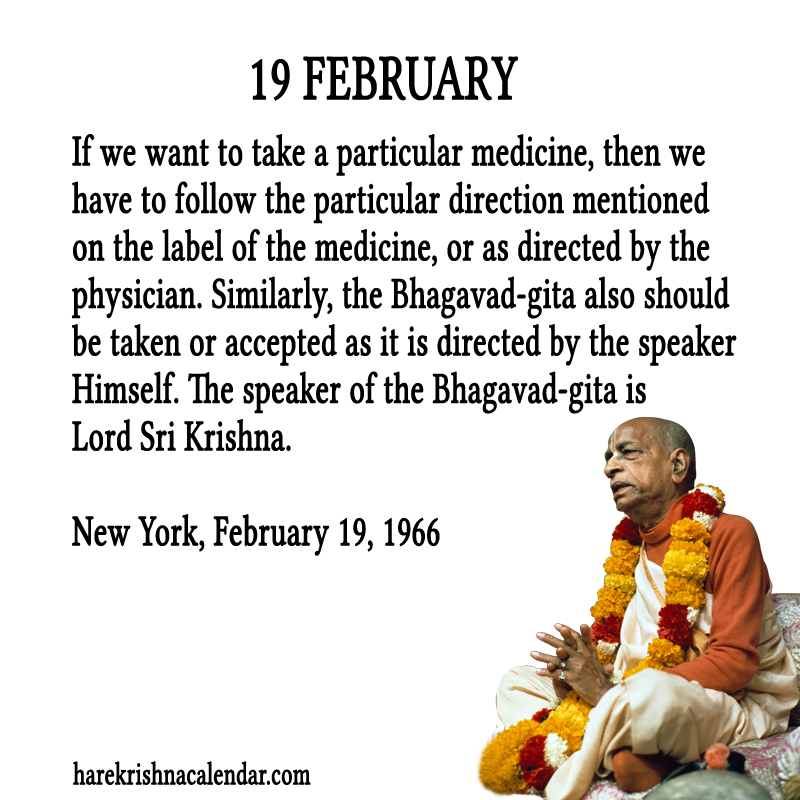 19 FEBRUARY
If we want to take a particular medicine, then we
have to follow the particular direction mentioned
on the label of the medicine, or as directed by the
physician. Similarly, the Bhagavad-gita also should
be taken or accepted as it is directed by the speaker
Himself. The speaker of the Bhagavad-gita is
Lord Sri Krishna.
New York, February 19, 1966
harekrishnacalendar.com